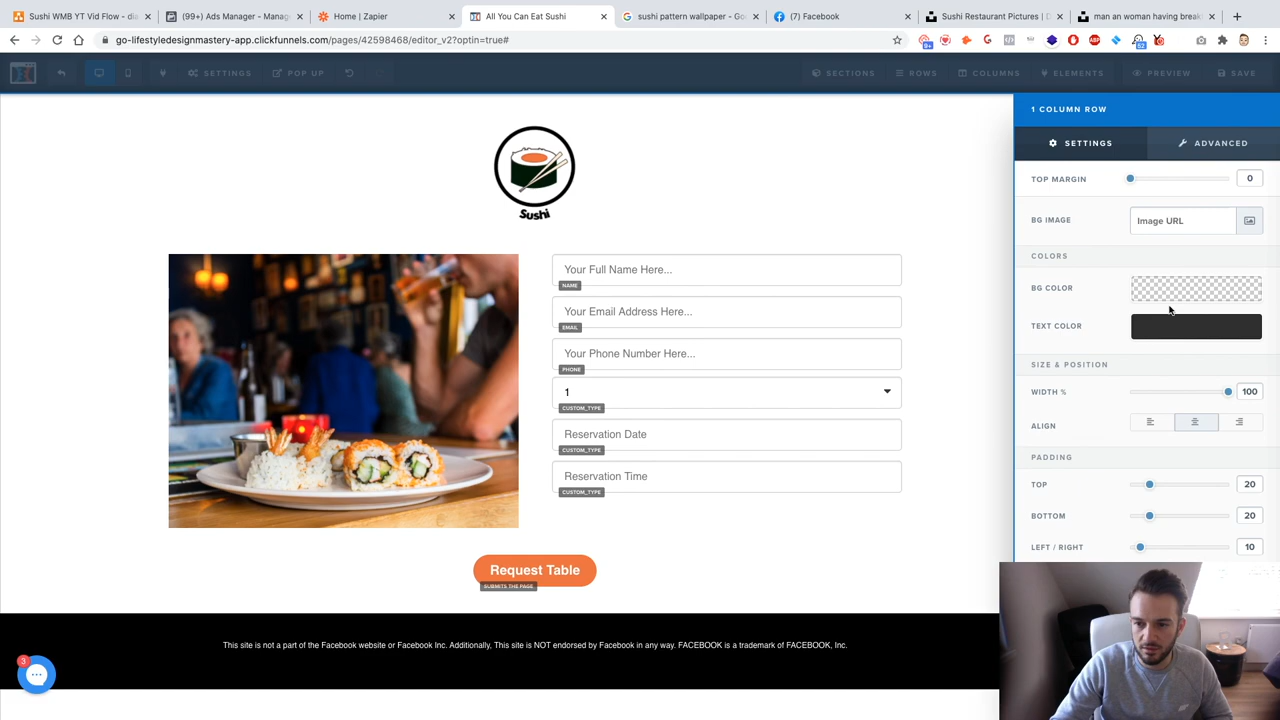 Sushi WMB YT Vid Flow - dia
(99+) Ads Manager - Manag
Home | Zapier
All You Can Eat Sushi
sushi pattern wallpaper - Goo
(7) Facebook
Sushi Restaurant Pictures | D
man an woman having break
go-lifestyledesignmastery-app.clickfunnels.com/pages/42598468/editor_v2?optin=true#
9+
ABP
52
SETTINGS
POP UP
SECTIONS
ROWS
COLUMNS
ELEMENTS
PREVIEW
SAVE
1 COLUMN ROW
SETTINGS
ADVANCED
TOP MARGIN
0
BG IMAGE
Image URL
COLORS
BG COLOR
TEXT COLOR
SIZE & POSITION
WIDTH %
100
ALIGN
PADDING
TOP
20
BOTTOM
20
LEFT / RIGHT
10
Sushi
Your Full Name Here...
NAME
Your Email Address Here...
EMAIL
Your Phone Number Here...
PHONE
1
CUSTOM_TYPE
Reservation Date
CUSTOM_TYPE
Reservation Time
CUSTOM_TYPE
Request Table
SUBMITS THE PAGE
This site is not a part of the Facebook website or Facebook Inc. Additionally, This site is NOT endorsed by Facebook in any way. FACEBOOK is a trademark of FACEBOOK, Inc.
3